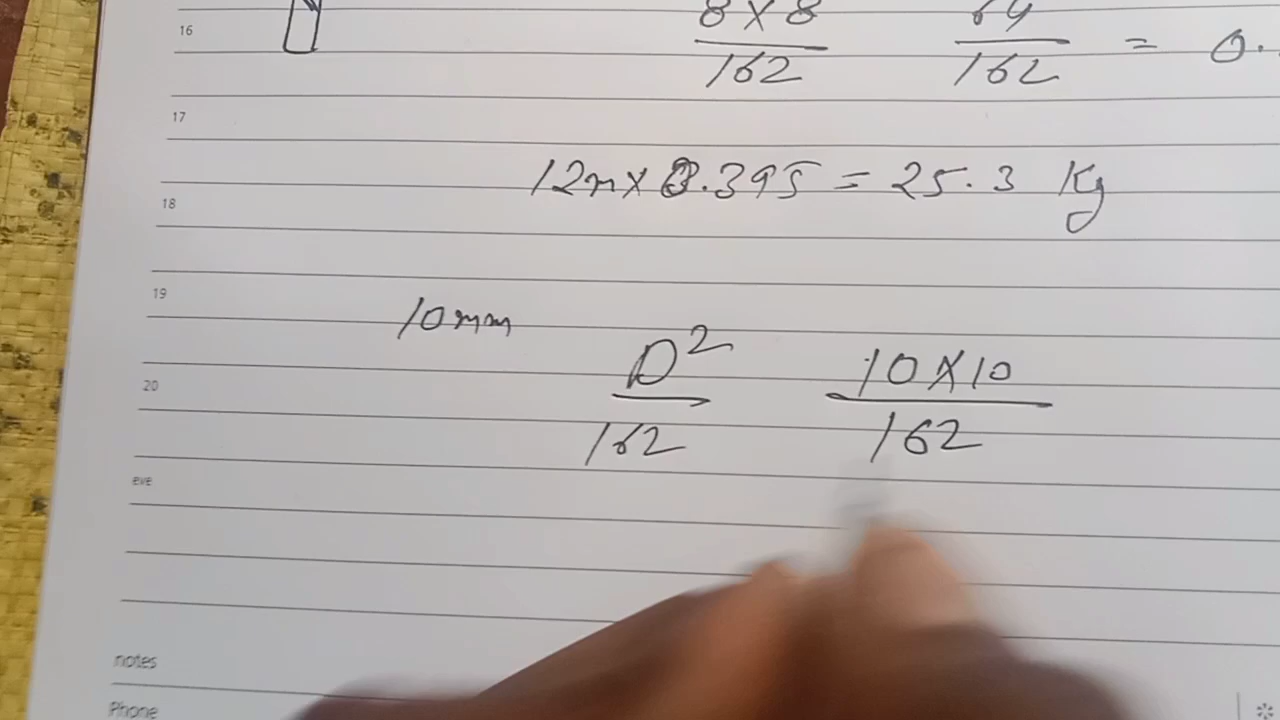 16
8 X 8 64
162 162 = 0.
17
12m x 0.395 = 25.3 Kg
18
19
10mm
D² 10 X 10
20
162 162
eve
notes
Phone